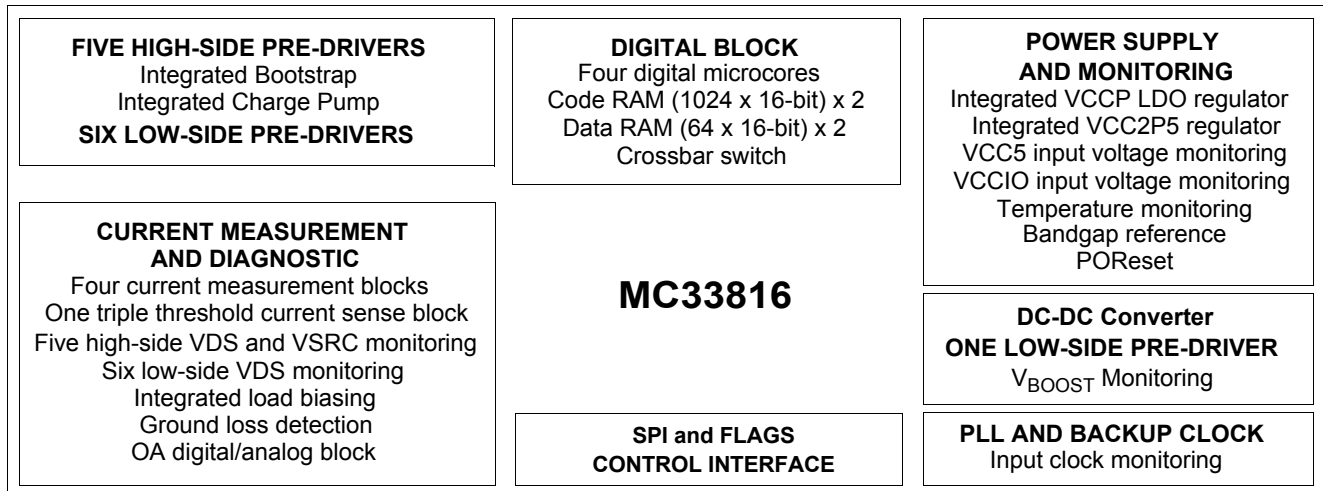 FIVE HIGH-SIDE PRE-DRIVERS
Integrated Bootstrap
Integrated Charge Pump
SIX LOW-SIDE PRE-DRIVERS
CURRENT MEASUREMENT
AND DIAGNOSTIC
Four current measurement blocks
One triple threshold current sense block
Five high-side VDS and VSRC monitoring
Six low-side VDS monitoring
Integrated load biasing
Ground loss detection
OA digital/analog block
DIGITAL BLOCK
Four digital microcores
Code RAM (1024 x 16-bit) x 2
Data RAM (64 x 16-bit) x 2
Crossbar switch
MC33816
SPI and FLAGS
CONTROL INTERFACE
POWER SUPPLY
AND MONITORING
Integrated VCCP LDO regulator
Integrated VCC2P5 regulator
VCC5 input voltage monitoring
VCCIO input voltage monitoring
Temperature monitoring
Bandgap reference
POReset
DC-DC Converter
ONE LOW-SIDE PRE-DRIVER
VBOOST Monitoring
PLL AND BACKUP CLOCK
Input clock monitoring